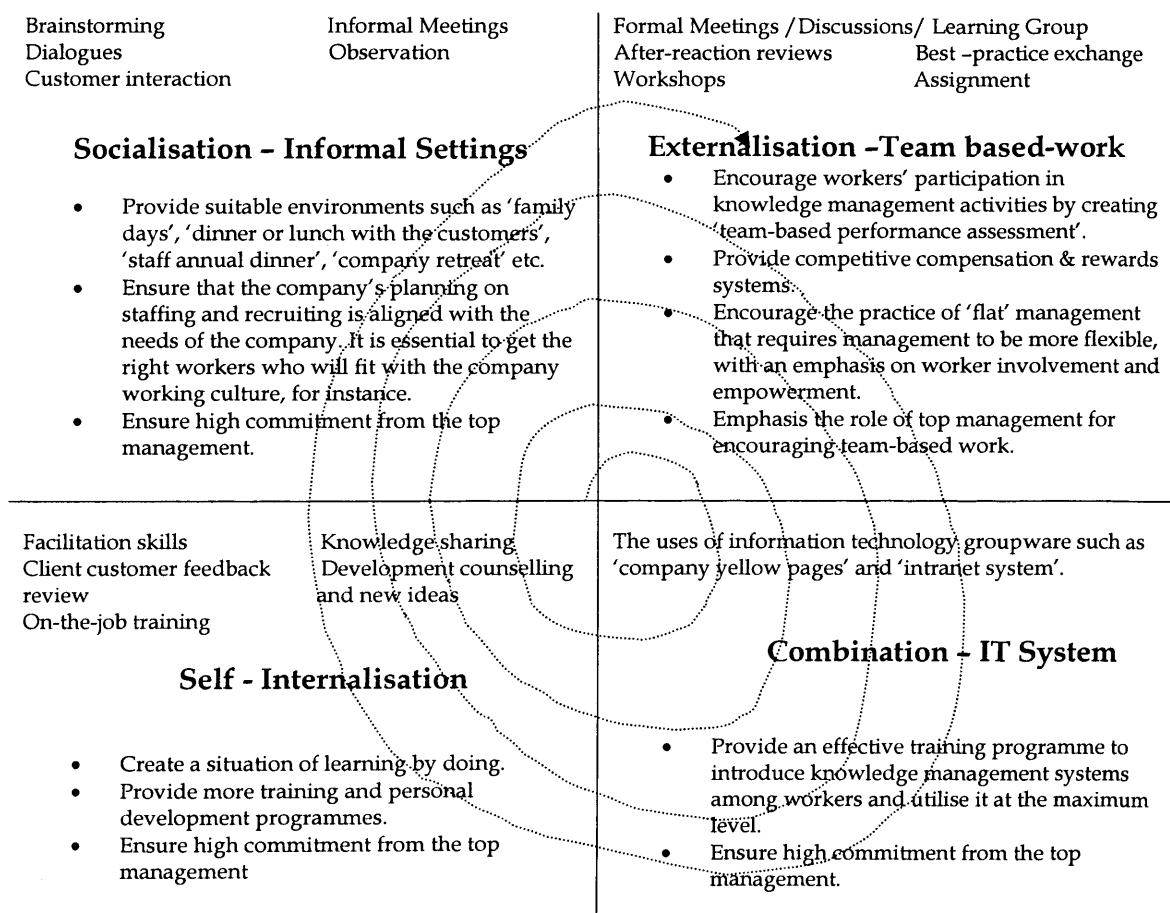 Brainstorming Informal Meetings
Dialogues Observation
Customer interaction
Socialisation – Informal Settings
• Provide suitable environments such as 'family
days', 'dinner or lunch with the customers',
'staff annual dinner', 'company retreat' etc.
• Ensure that the company's planning on
staffing and recruiting is aligned with the
needs of the company. It is essential to get the
right workers who will fit with the company
working culture, for instance.
• Ensure high commitment from the top
management.
Formal Meetings /Discussions/ Learning Group
After-reaction reviews Best –practice exchange
Workshops Assignment
Externalisation –Team based-work
• Encourage workers' participation in
knowledge management activities by creating
'team-based performance assessment'.
• Provide competitive compensation & rewards
systems.
• Encourage the practice of 'flat' management
that requires management to be more flexible,
with an emphasis on worker involvement and
empowerment.
• Emphasis the role of top management for
encouraging team-based work.
Facilitation skills Knowledge sharing
Client customer feedback Development counselling
review and new ideas
On-the-job training
Self - Internalisation
• Create a situation of learning by doing.
• Provide more training and personal
development programmes.
• Ensure high commitment from the top
management
The uses of information technology groupware such as
'company yellow pages' and 'intranet system'.
Combination – IT System
• Provide an effective training programme to
introduce knowledge management systems
among workers and utilise it at the maximum
level.
• Ensure high commitment from the top
management.